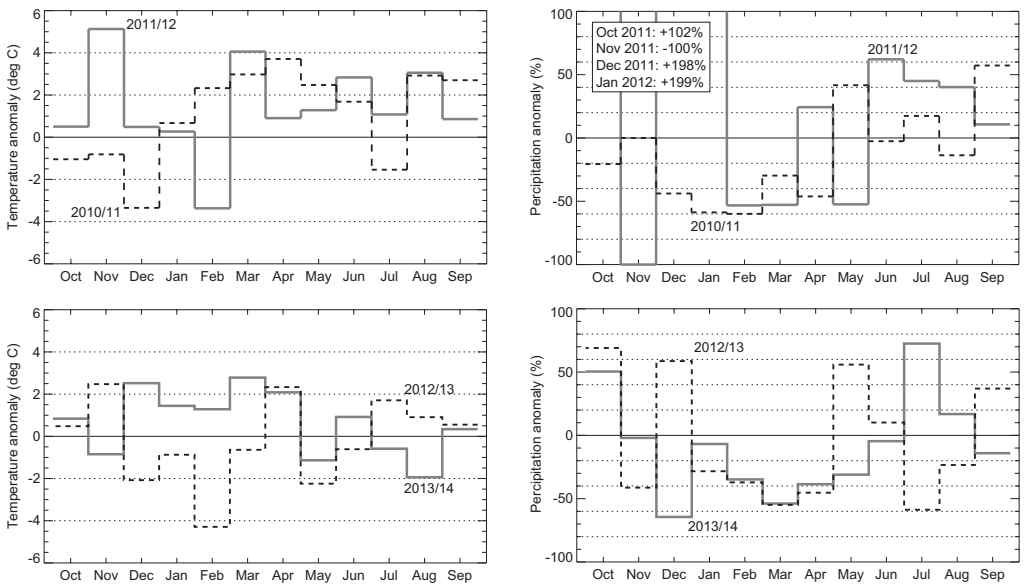 Temperature anomaly (deg C)
6
4
2
0
-2
-4
-6
2011/12
2010/11
Oct Nov Dec Jan Feb Mar Apr May Jun Jul Aug Sep
Percipitation anomaly (%)
100
50
0
-50
-100
Oct 2011: +102%
Nov 2011: -100%
Dec 2011: +198%
Jan 2012: +199%
2011/12
2010/11
Oct Nov Dec Jan Feb Mar Apr May Jun Jul Aug Sep
Temperature anomaly (deg C)
6
4
2
0
-2
-4
-6
2012/13
2013/14
Oct Nov Dec Jan Feb Mar Apr May Jun Jul Aug Sep
Percipitation anomaly (%)
100
50
0
-50
-100
2012/13
2013/14
Oct Nov Dec Jan Feb Mar Apr May Jun Jul Aug Sep